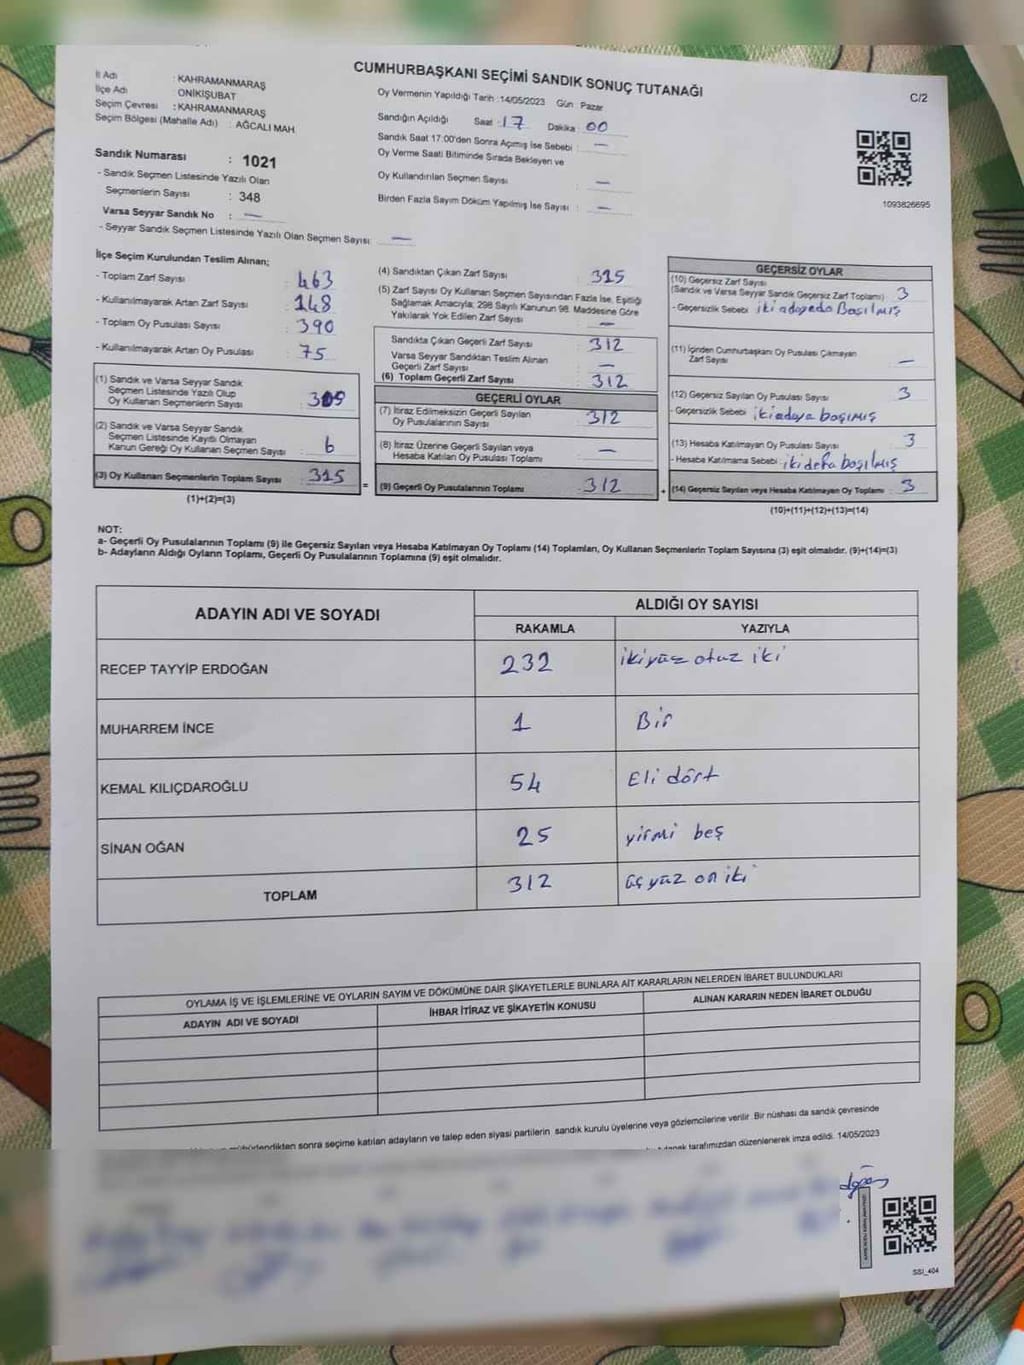 CUMHURBAŞKANI SEÇİMİ SANDIK SONUÇ TUTANAĞI
C/2
İl Adı : KAHRAMANMARAŞ
İlçe Adı : ONİKİŞUBAT
Seçim Çevresi : KAHRAMANMARAŞ
Seçim Bölgesi (Mahalle Adı) : AĞCALI MAH
Oy Vermenin Yapıldığı Tarih :14/05/2023 Gün : Pazar
Sandığın Açıldığı Saat : 17 Dakika : 00
Sandık Saat 17:00'den Sonra Açılmış İse Sebebi : —
Oy Verme Saati Bitiminde Sırada Bekleyen ve
Oy Kullandırılan Seçmen Sayısı : —
Birden Fazla Sayım Döküm Yapılmış İse Sayısı : —
1093826695
Sandık Numarası : 1021
- Sandık Seçmen Listesinde Yazılı Olan
Seçmenlerin Sayısı : 348
Varsa Seyyar Sandık No : —
- Seyyar Sandık Seçmen Listesinde Yazılı Olan Seçmen Sayısı: —
İlçe Seçim Kurulundan Teslim Alınan;
- Toplam Zarf Sayısı : 463
- Kullanılmayarak Artan Zarf Sayısı : 148
- Toplam Oy Pusulası Sayısı : 390
- Kullanılmayarak Artan Oy Pusulası : 75
(1) Sandık ve Varsa Seyyar Sandık
Seçmen Listesinde Yazılı Olup
Oy Kullanan Seçmenlerin Sayısı : 309
(2) Sandık ve Varsa Seyyar Sandık
Seçmen Listesinde Kayıtlı Olmayan
Kanun Gereği Oy Kullanan Seçmen Sayısı : 6
(3) Oy Kullanan Seçmenlerin Toplam Sayısı : 315
(1)+(2)=(3)
(4) Sandıktan Çıkan Zarf Sayısı : 315
(5) Zarf Sayısı Oy Kullanan Seçmen Sayısından Fazla İse, Eşitliği
Sağlamak Amacıyla; 298 Sayılı Kanunun 98. Maddesine Göre
Yakılarak Yok Edilen Zarf Sayısı : —
Sandıkta Çıkan Geçerli Zarf Sayısı : 312
Varsa Seyyar Sandıktan Teslim Alınan
Geçerli Zarf Sayısı : —
(6) Toplam Geçerli Zarf Sayısı : 312
GEÇERLİ OYLAR
(7) İtiraz Edilmeksizin Geçerli Sayılan
Oy Pusulalarının Sayısı : 312
(8) İtiraz Üzerine Geçerli Sayılan veya
Hesaba Katılan Oy Pusulası Toplamı : —
= (9) Geçerli Oy Pusulalarının Toplamı : 312 +
GEÇERSİZ OYLAR
(10) Geçersiz Zarf Sayısı
(Sandık ve Varsa Seyyar Sandık Geçersiz Zarf Toplamı) : 3
- Geçersizlik Sebebi : iki adayada Basılmış
(11) İçinden Cumhurbaşkanı Oy Pusulası Çıkmayan
Zarf Sayısı : —
(12) Geçersiz Sayılan Oy Pusulası Sayısı : 3
- Geçersizlik Sebebi : iki adaya basımış
(13) Hesaba Katılmayan Oy Pusulası Sayısı : 3
- Hesaba Katılmama Sebebi : iki defa basılmış
(14) Geçersiz Sayılan veya Hesaba Katılmayan Oy Toplamı : 3
(10)+(11)+(12)+(13)=(14)
NOT:
a- Geçerli Oy Pusulalarının Toplamı (9) ile Geçersiz Sayılan veya Hesaba Katılmayan Oy Toplamı (14) Toplamları, Oy Kullanan Seçmenlerin Toplam Sayısına (3) eşit olmalıdır. (9)+(14)=(3)
b- Adayların Aldığı Oyların Toplamı, Geçerli Oy Pusulalarının Toplamına (9) eşit olmalıdır.
ADAYIN ADI VE SOYADI ALDIĞI OY SAYISI
RAKAMLA YAZIYLA
RECEP TAYYİP ERDOĞAN 232 ikiyüz otuz iki
MUHARREM İNCE 1 Bir
KEMAL KILIÇDAROĞLU 54 Eli dört
SİNAN OĞAN 25 yirmi beş
TOPLAM 312 üç yüz on iki
OYLAMA İŞ VE İŞLEMLERİNE VE OYLARIN SAYIM VE DÖKÜMÜNE DAİR ŞİKAYETLERLE BUNLARA AİT KARARLARIN NELERDEN İBARET BULUNDUKLARI
ADAYIN ADI VE SOYADI İHBAR İTİRAZ VE ŞİKAYETİN KONUSU ALINAN KARARIN NEDEN İBARET OLDUĞU
mühürlendikten sonra seçime katılan adayların ve talep eden siyasi partilerin sandık kurulu üyelerine veya gözlemcilerine verilir. Bir nüshası da sandık çevresinde
tarafımızdan düzenlenerek imza edildi. 14/05/2023
SSI_404